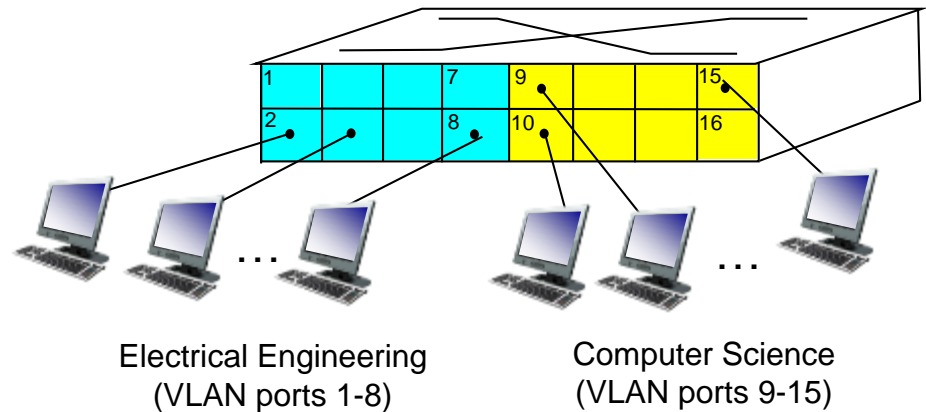 1 7 9 15
2 8 10 16
... ...
Electrical Engineering
(VLAN ports 1-8)
Computer Science
(VLAN ports 9-15)